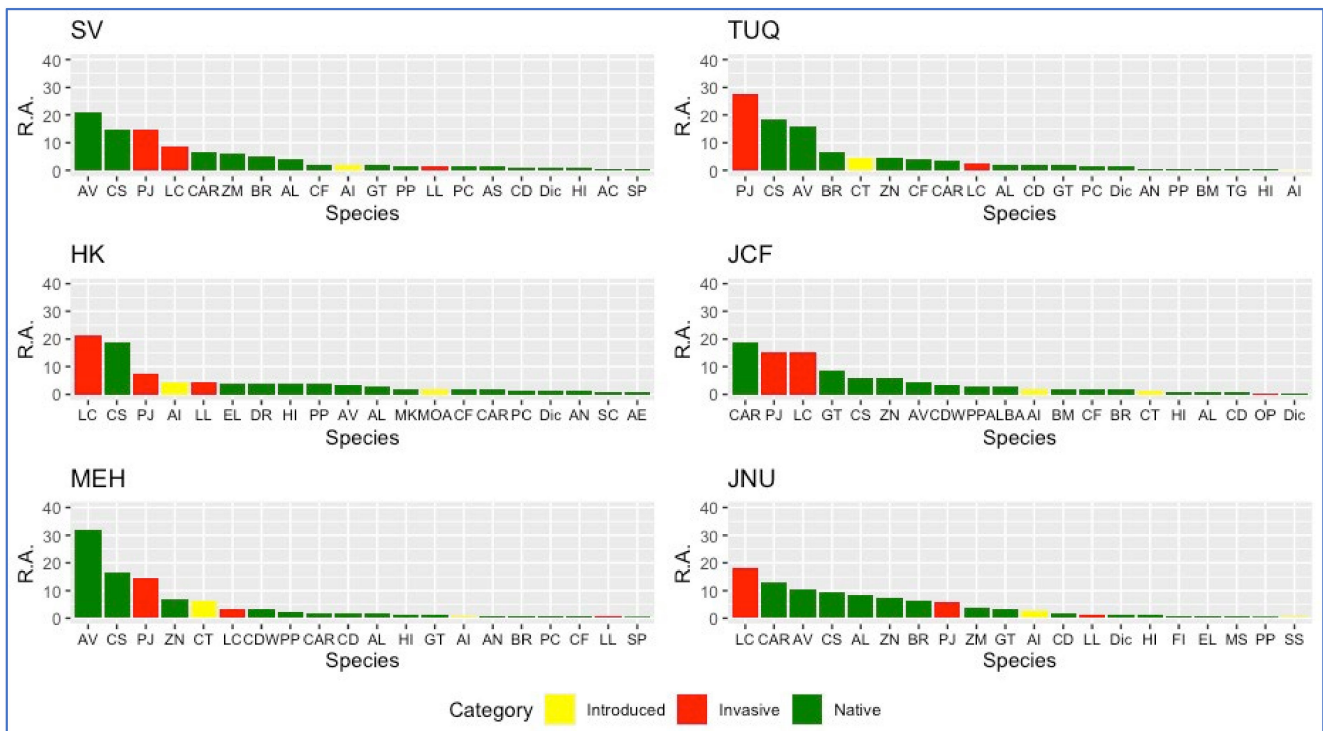 SV
40
30
20
10
0
R.A.
AV CS PJ LC CAR ZM BR AL CF AI GT PP LL PC AS CD Dic HI AC SP
Species
TUQ
40
30
20
10
0
R.A.
PJ CS AV BR CT ZN CF CAR LC AL CD GT PC Dic AN PP BM TG HI AI
Species
HK
40
30
20
10
0
R.A.
LC CS PJ AI LL EL DR HI PP AV AL MK MOA CF CAR PC Dic AN SC AE
Species
JCF
40
30
20
10
0
R.A.
CAR PJ LC GT CS ZN AV CDW PP ALBA AI BM CF BR CT HI AL CD OP Dic
Species
MEH
40
30
20
10
0
R.A.
AV CS PJ ZN CT LC CDW PP CAR CD AL HI GT AI AN BR PC CF LL SP
Species
JNU
40
30
20
10
0
R.A.
LC CAR AV CS AL ZN BR PJ ZM GT AI CD LL Dic HI FI EL MS PP SS
Species
Category Introduced Invasive Native